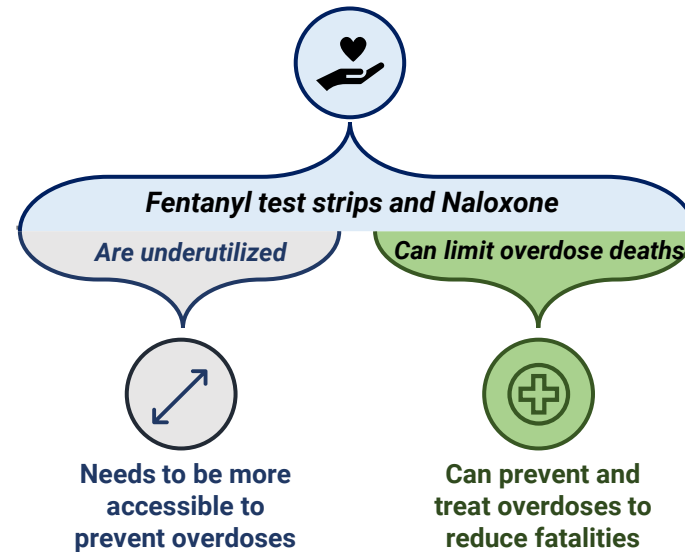 Fentanyl test strips and Naloxone
Are underutilized
Can limit overdose deaths
Needs to be more
accessible to
prevent overdoses
Can prevent and
treat overdoses to
reduce fatalities